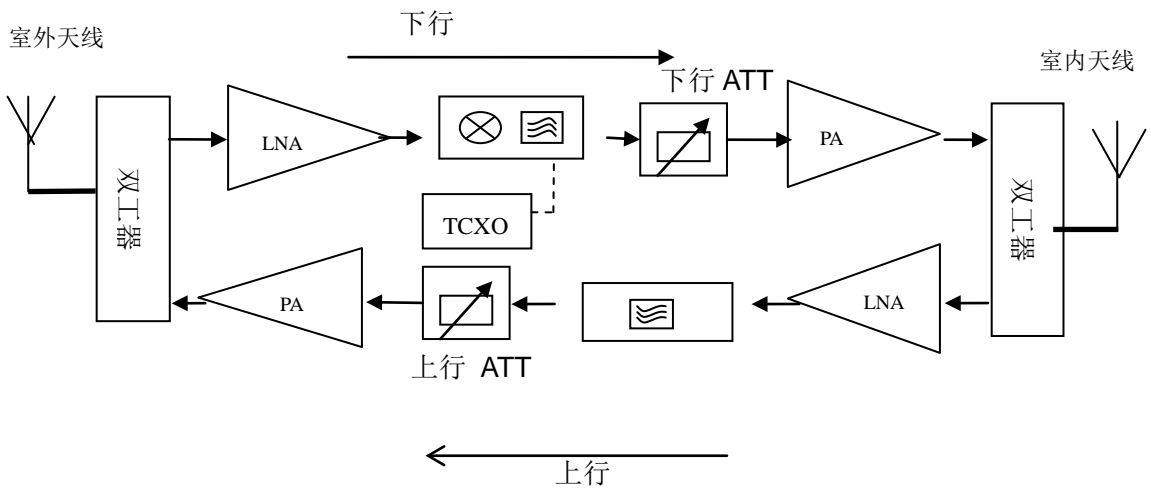 下行
室外天线
室内天线
下行 ATT
LNA
PA
双工器
双工器
TCXO
PA
LNA
上行 ATT
上行